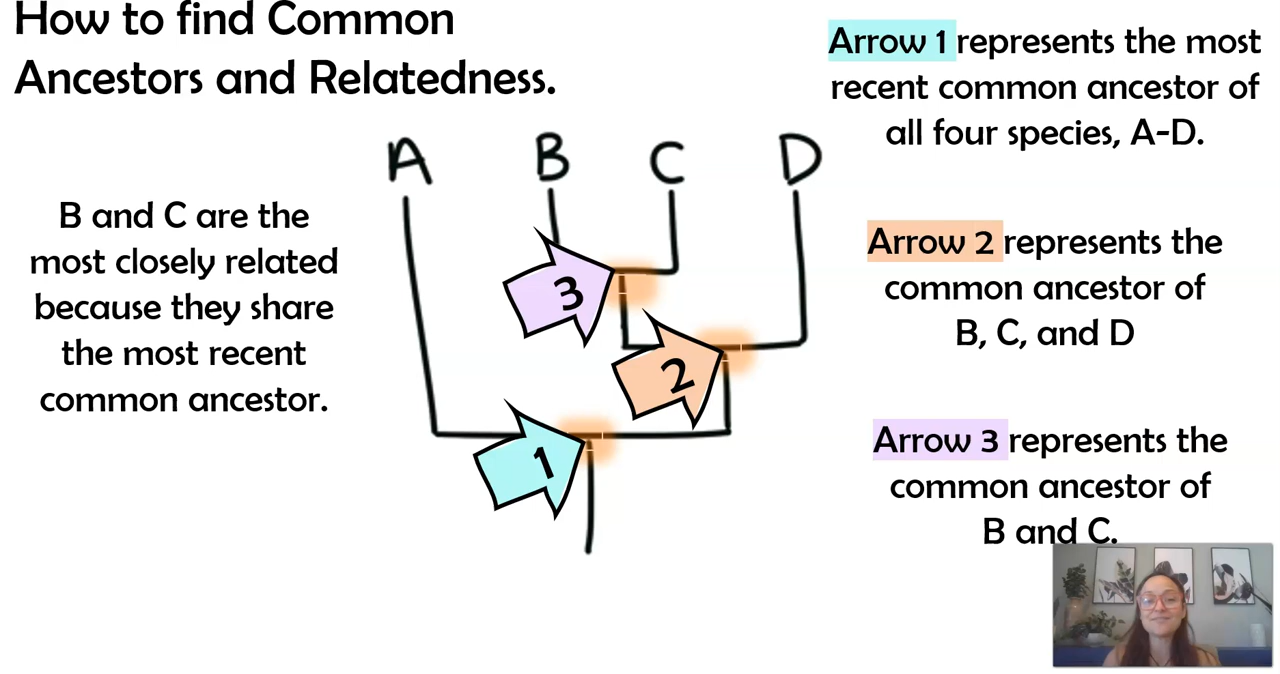 How to find Common
Ancestors and Relatedness.
Arrow 1 represents the most
recent common ancestor of
all four species, A-D.
A B C D
B and C are the
most closely related
because they share
the most recent
common ancestor.
3
2
1
Arrow 2 represents the
common ancestor of
B, C, and D
Arrow 3 represents the
common ancestor of
B and C.